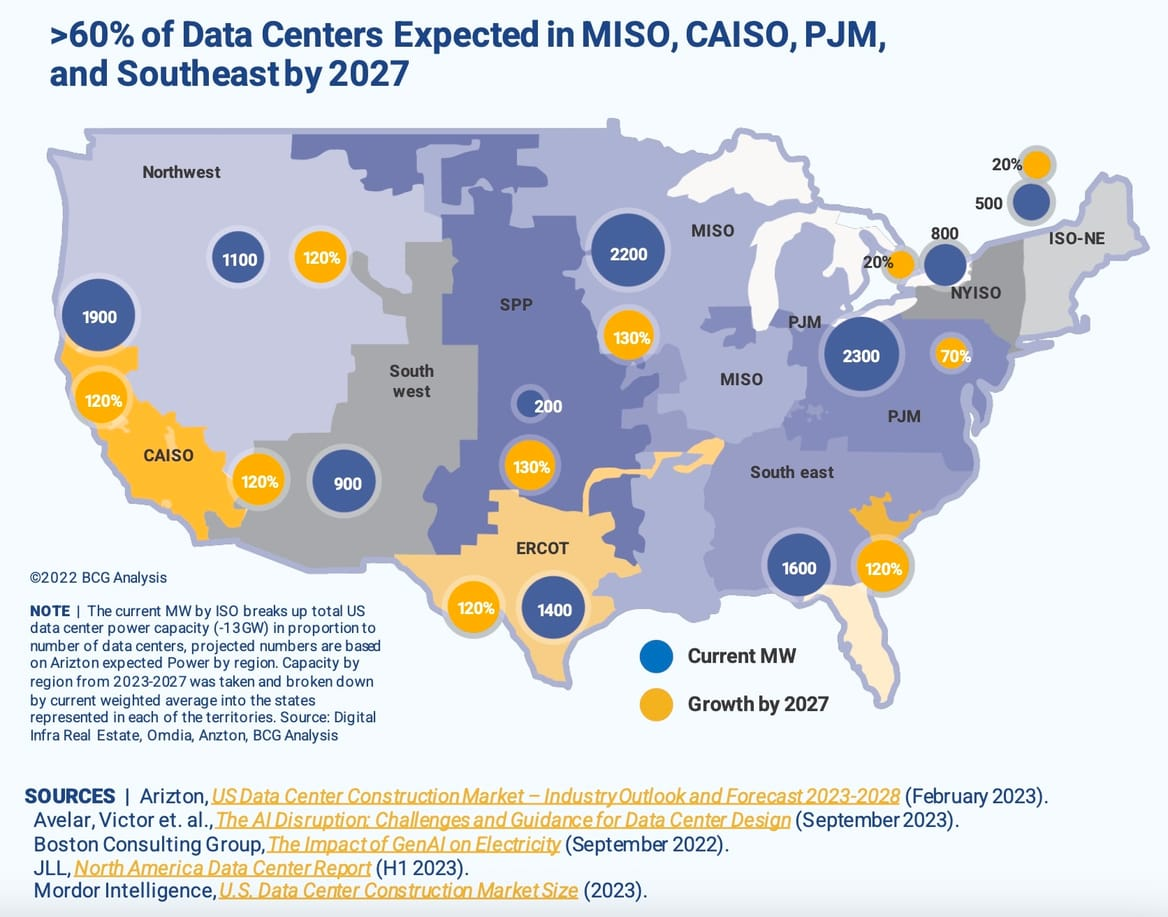 >60% of Data Centers Expected in MISO, CAISO, PJM,
and Southeast by 2027
Northwest
1100
120%
1900
120%
CAISO
120%
900
South
west
SPP
200
130%
2200
130%
MISO
MISO
PJM
2300
70%
PJM
20%
800
NYISO
20%
500
ISO-NE
South east
1600
120%
ERCOT
120%
1400
Current MW
Growth by 2027
©2022 BCG Analysis
NOTE | The current MW by ISO breaks up total US
data center power capacity (-13GW) in proportion to
number of data centers, projected numbers are based
on Arizton expected Power by region. Capacity by
region from 2023-2027 was taken and broken down
by current weighted average into the states
represented in each of the territories. Source: Digital
Infra Real Estate, Omdia, Anzton, BCG Analysis
SOURCES | Arizton, US Data Center Construction Market – Industry Outlook and Forecast 2023-2028 (February 2023).
Avelar, Victor et. al., The AI Disruption: Challenges and Guidance for Data Center Design (September 2023).
Boston Consulting Group, The Impact of GenAI on Electricity (September 2022).
JLL, North America Data Center Report (H1 2023).
Mordor Intelligence, U.S. Data Center Construction Market Size (2023).